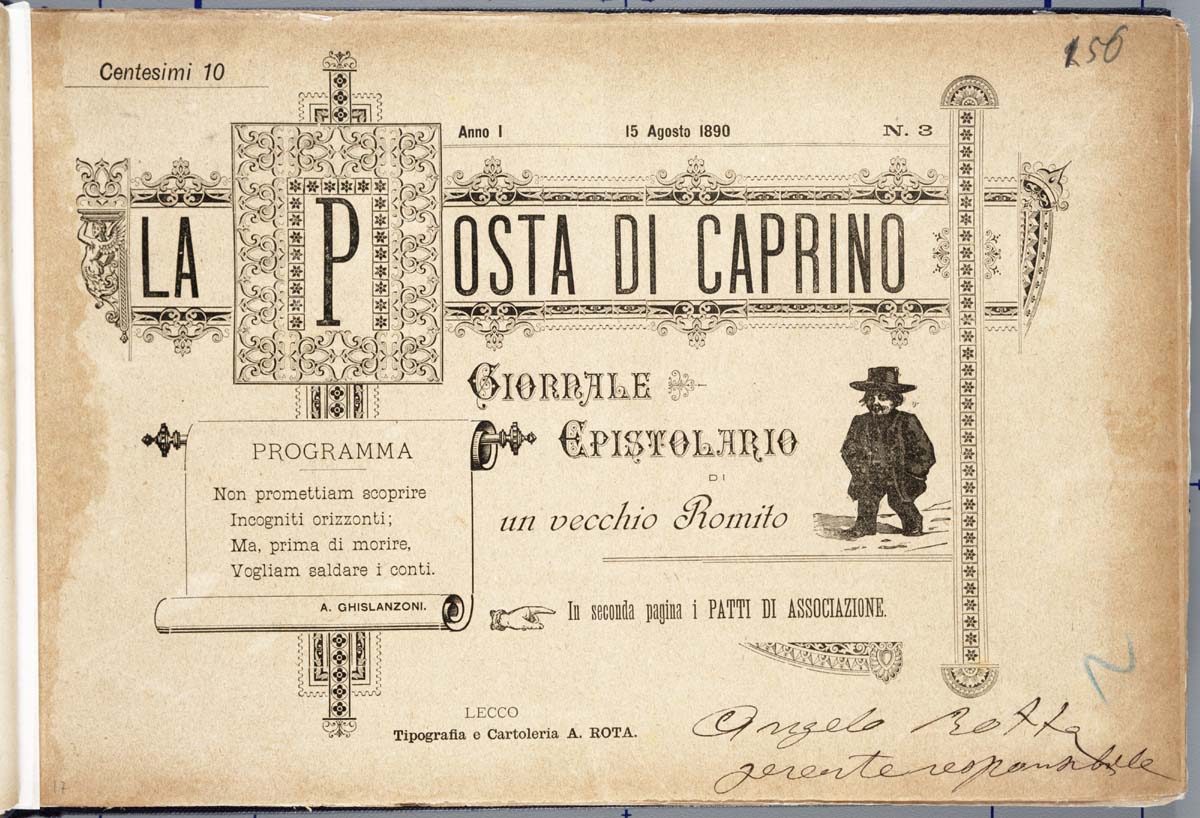 156
Centesimi 10
Anno I 15 Agosto 1890 N. 3
LA POSTA DI CAPRINO
GIORNALE
EPISTOLARIO
DI
un vecchio Romito
PROGRAMMA
Non promettiam scoprire
Incogniti orizzonti;
Ma, prima di morire,
Vogliam saldare i conti.
A. GHISLANZONI.
In seconda pagina i PATTI DI ASSOCIAZIONE.
LECCO
Tipografia e Cartoleria A. ROTA.
Angelo Rotta
gerente responsabile
17